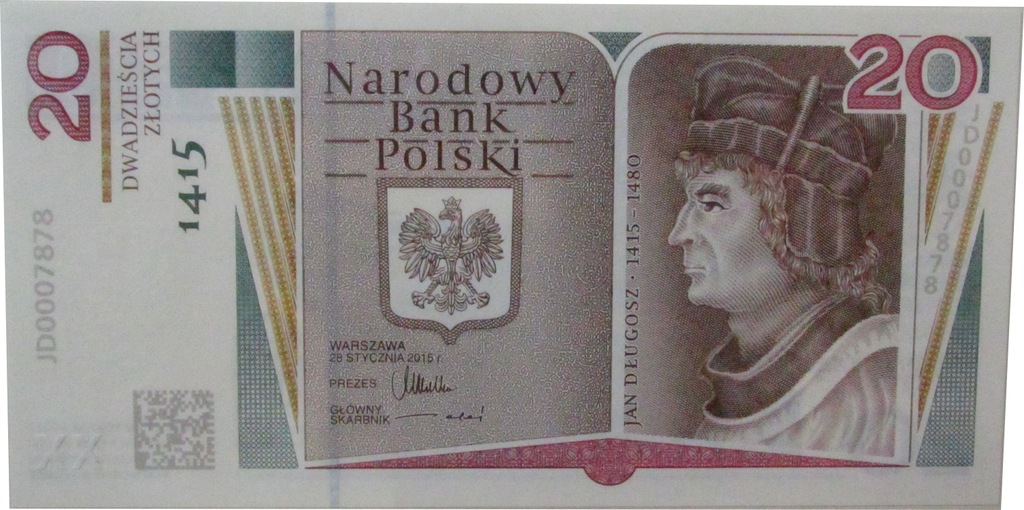 20
DWADZIEŚCIA
ZŁOTYCH
1415
JD0007878
Narodowy
Bank
Polski
WARSZAWA
28 STYCZNIA 2015 r.
PREZES
GŁÓWNY
SKARBNIK
JAN DŁUGOSZ · 1415 – 1480
20
JD0007878